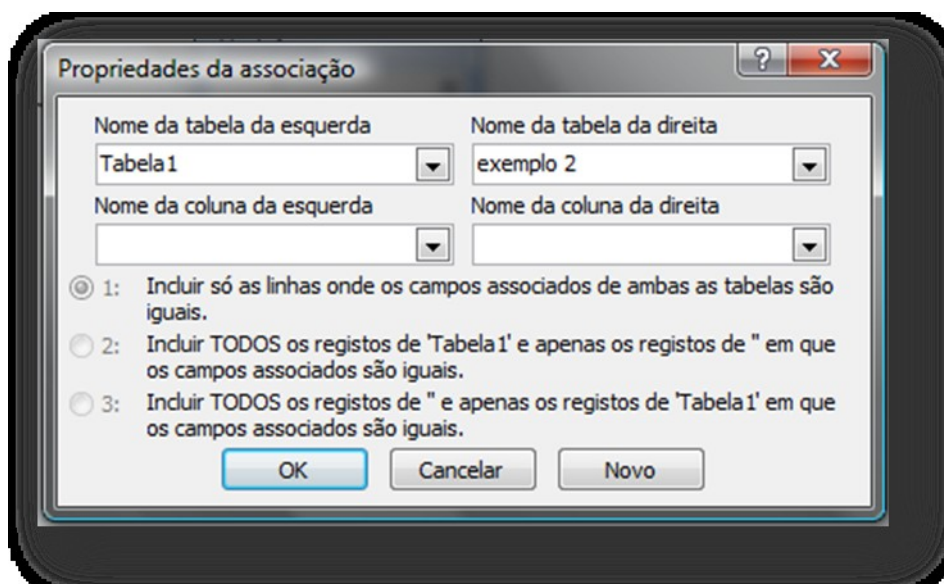 Propriedades da associação
?
X
Nome da tabela da esquerda
Nome da tabela da direita
Tabela1
exemplo 2
Nome da coluna da esquerda
Nome da coluna da direita
1: Incluir só as linhas onde os campos associados de ambas as tabelas são
iguais.
2: Incluir TODOS os registos de 'Tabela1' e apenas os registos de '' em que
os campos associados são iguais.
3: Incluir TODOS os registos de '' e apenas os registos de 'Tabela1' em que
os campos associados são iguais.
OK
Cancelar
Novo